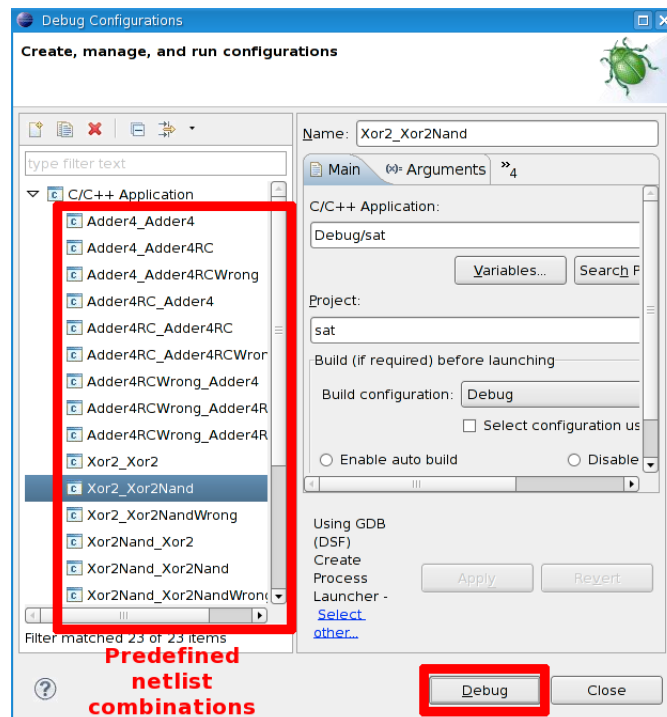 Debug Configurations
Create, manage, and run configurations
type filter text
C/C++ Application
Adder4_Adder4
Adder4_Adder4RC
Adder4_Adder4RCWrong
Adder4RC_Adder4
Adder4RC_Adder4RC
Adder4RC_Adder4RCWror
Adder4RCWrong_Adder4
Adder4RCWrong_Adder4R
Adder4RCWrong_Adder4R
Xor2_Xor2
Xor2_Xor2Nand
Xor2_Xor2NandWrong
Xor2Nand_Xor2
Xor2Nand_Xor2Nand
Xor2Nand_Xor2NandWrong
Filter matched 23 of 23 items
Predefined
netlist
combinations
Name: Xor2_Xor2Nand
Main (x)= Arguments »4
C/C++ Application:
Debug/sat
Variables... Search P
Project:
sat
Build (if required) before launching
Build configuration: Debug
Select configuration us
Enable auto build Disable
Using GDB
(DSF)
Create
Process
Launcher -
Select
other...
Apply Revert
Debug Close